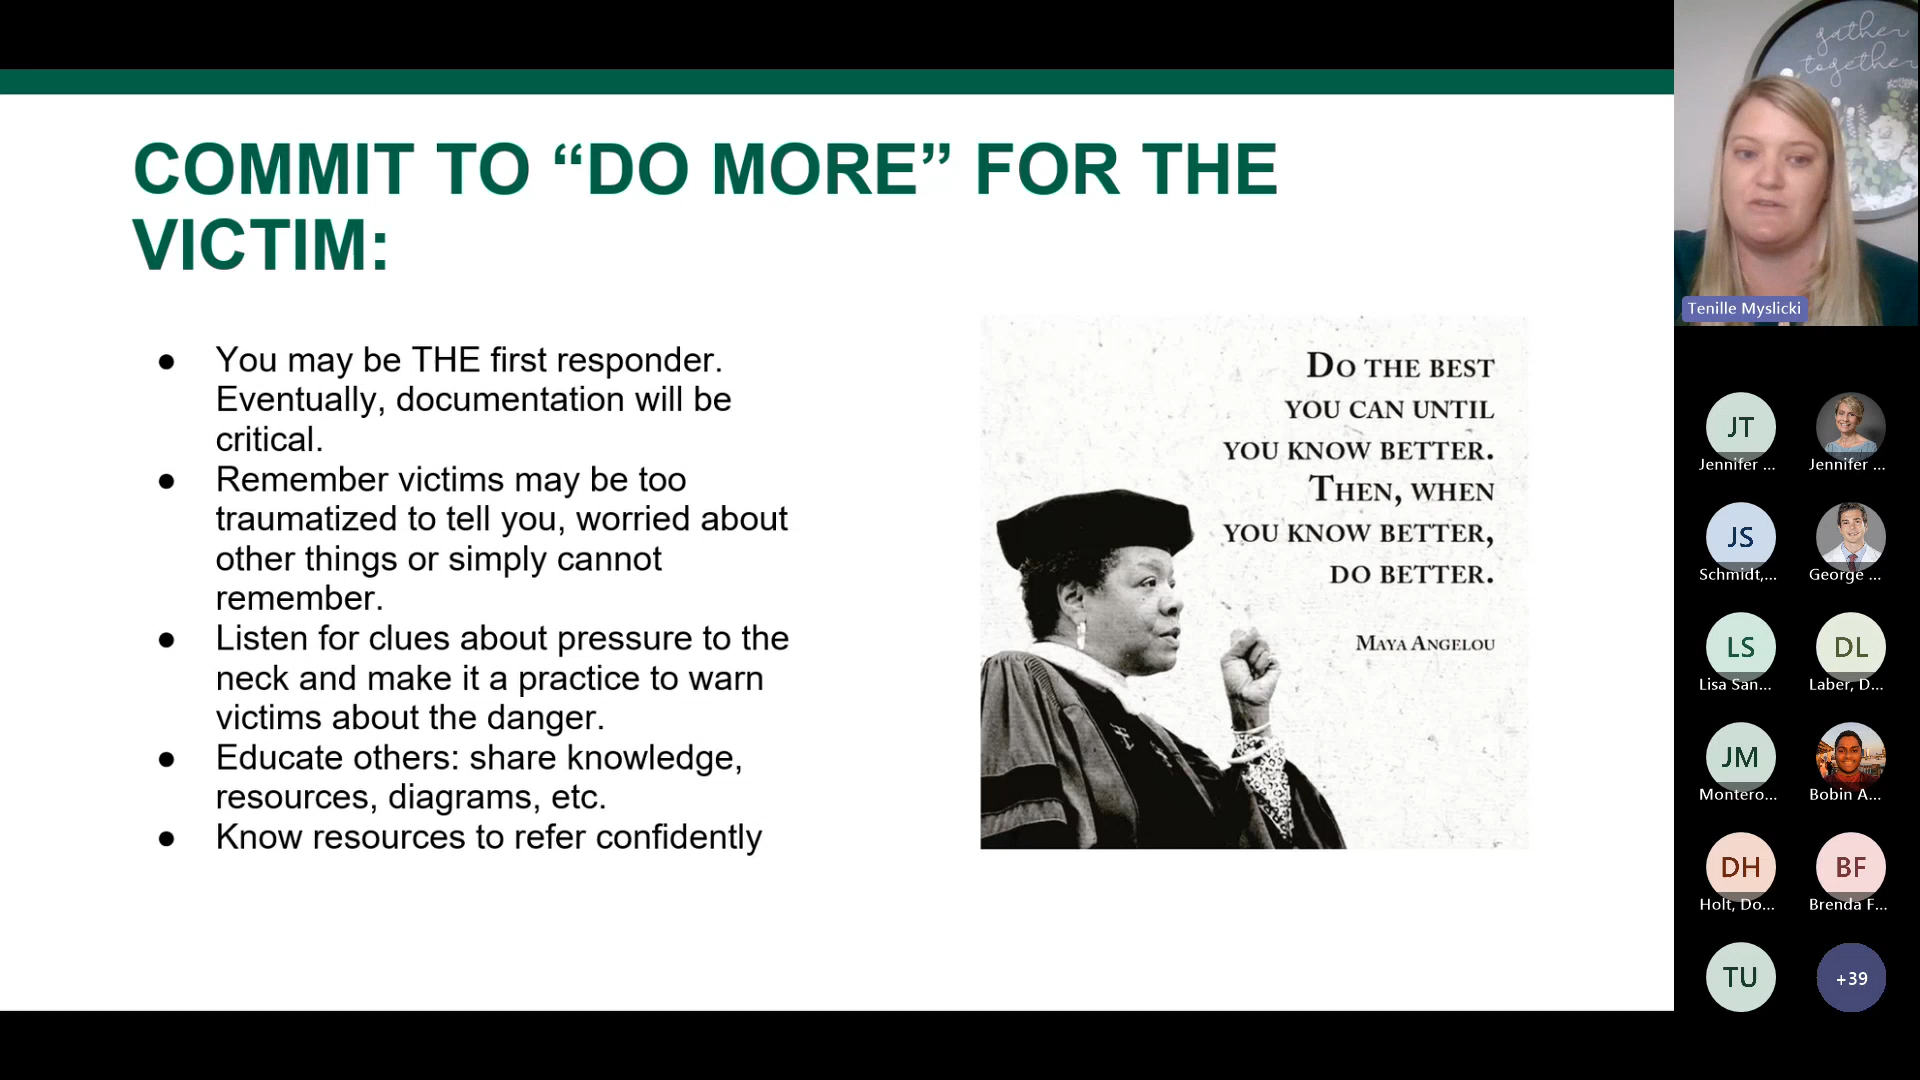 COMMIT TO “DO MORE” FOR THE
VICTIM:
● You may be THE first responder.
Eventually, documentation will be
critical.
● Remember victims may be too
traumatized to tell you, worried about
other things or simply cannot
remember.
● Listen for clues about pressure to the
neck and make it a practice to warn
victims about the danger.
● Educate others: share knowledge,
resources, diagrams, etc.
● Know resources to refer confidently
DO THE BEST
YOU CAN UNTIL
YOU KNOW BETTER.
THEN, WHEN
YOU KNOW BETTER,
DO BETTER.
MAYA ANGELOU
gather
together
Tenille Myslicki
JT
Jennifer ...
Jennifer ...
JS
Schmidt,...
George ...
LS
Lisa San...
DL
Laber, D...
JM
Montero...
Bobin A...
DH
Holt, Do...
BF
Brenda F...
TU
+39